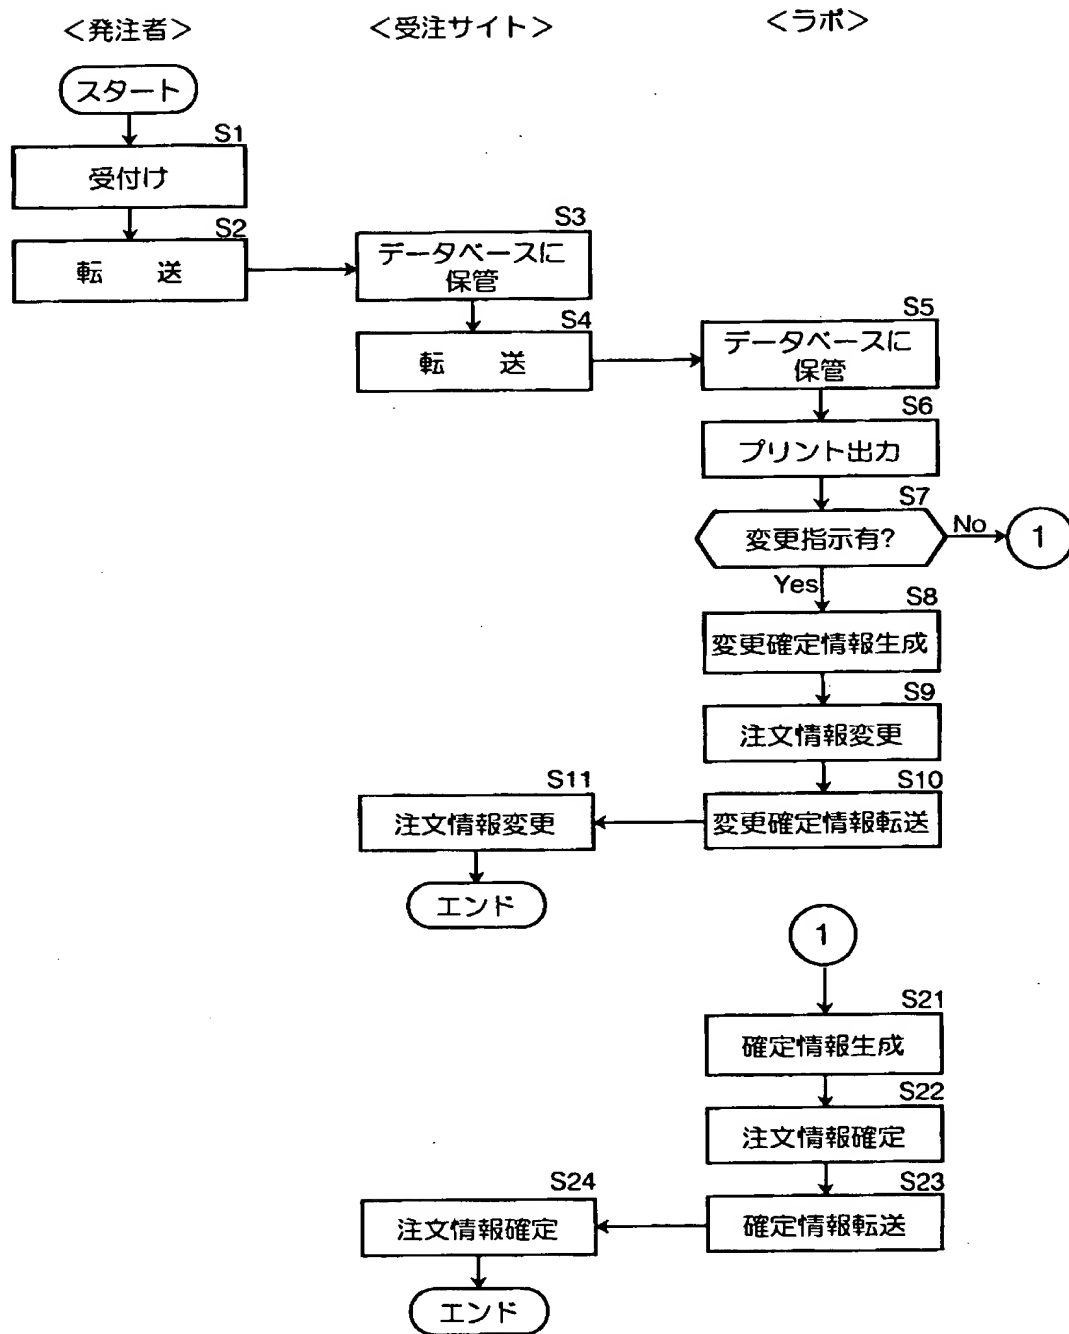 ＜発注者＞
＜受注サイト＞
＜ラボ＞
スタート
S1
受付け
S2
転　送
S3
データベースに
保管
S4
転　送
S5
データベースに
保管
S6
プリント出力
S7
変更指示有?
No
1
Yes
S8
変更確定情報生成
S9
注文情報変更
S10
変更確定情報転送
S11
注文情報変更
エンド
1
S21
確定情報生成
S22
注文情報確定
S23
確定情報転送
S24
注文情報確定
エンド